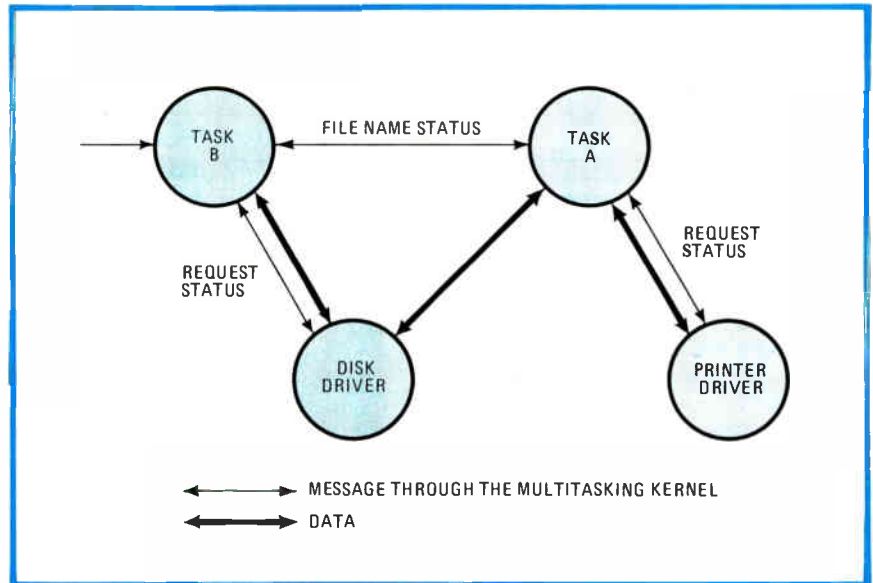 TASK
B
FILE NAME STATUS
TASK
A
REQUEST
STATUS
REQUEST
STATUS
DISK
DRIVER
PRINTER
DRIVER
MESSAGE THROUGH THE MULTITASKING KERNEL
DATA